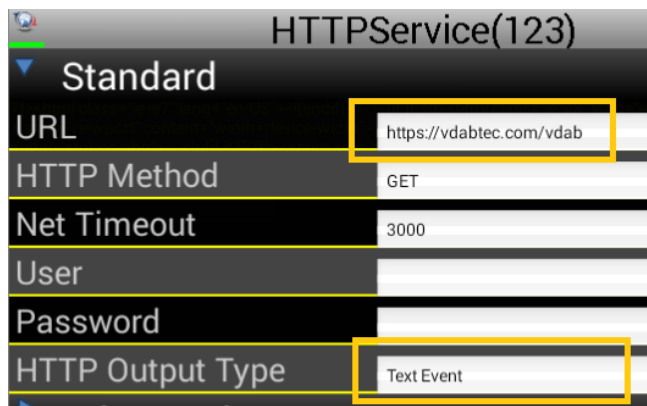 HTTPService(123)
Standard
URL https://vdabtec.com/vdab
HTTP Method GET
Net Timeout 3000
User
Password
HTTP Output Type Text Event